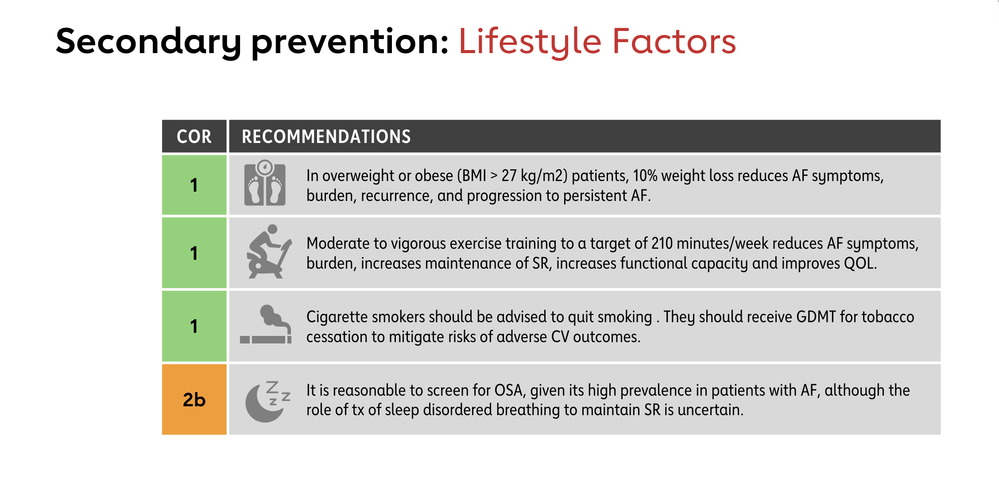 Secondary prevention: Lifestyle Factors
COR
RECOMMENDATIONS
1
In overweight or obese (BMI > 27 kg/m2) patients, 10% weight loss reduces AF symptoms,
burden, recurrence, and progression to persistent AF.
1
Moderate to vigorous exercise training to a target of 210 minutes/week reduces AF symptoms,
burden, increases maintenance of SR, increases functional capacity and improves QOL.
1
Cigarette smokers should be advised to quit smoking . They should receive GDMT for tobacco
cessation to mitigate risks of adverse CV outcomes.
2b
Z
Z
Z
It is reasonable to screen for OSA, given its high prevalence in patients with AF, although the
role of tx of sleep disordered breathing to maintain SR is uncertain.